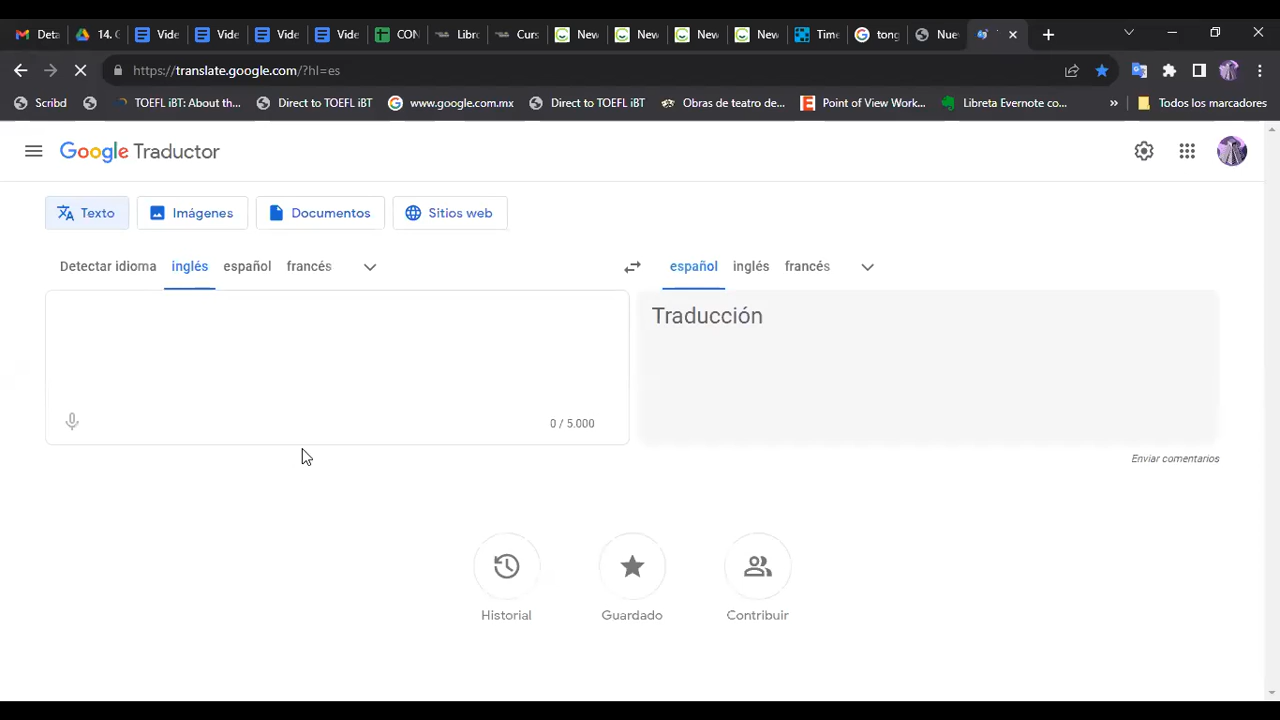 Deta 14. C Vide Vide Vide Vide CON Libro Curs New New New New Time tong Nue
https://translate.google.com/?hl=es
Scribd TOEFL iBT: About th... Direct to TOEFL iBT www.google.com.mx Direct to TOEFL iBT Obras de teatro de... Point of View Work... Libreta Evernote co... » Todos los marcadores
Google Traductor
Texto Imágenes Documentos Sitios web
Detectar idioma inglés español francés español inglés francés
Traducción
0 / 5.000
Enviar comentarios
Historial Guardado Contribuir